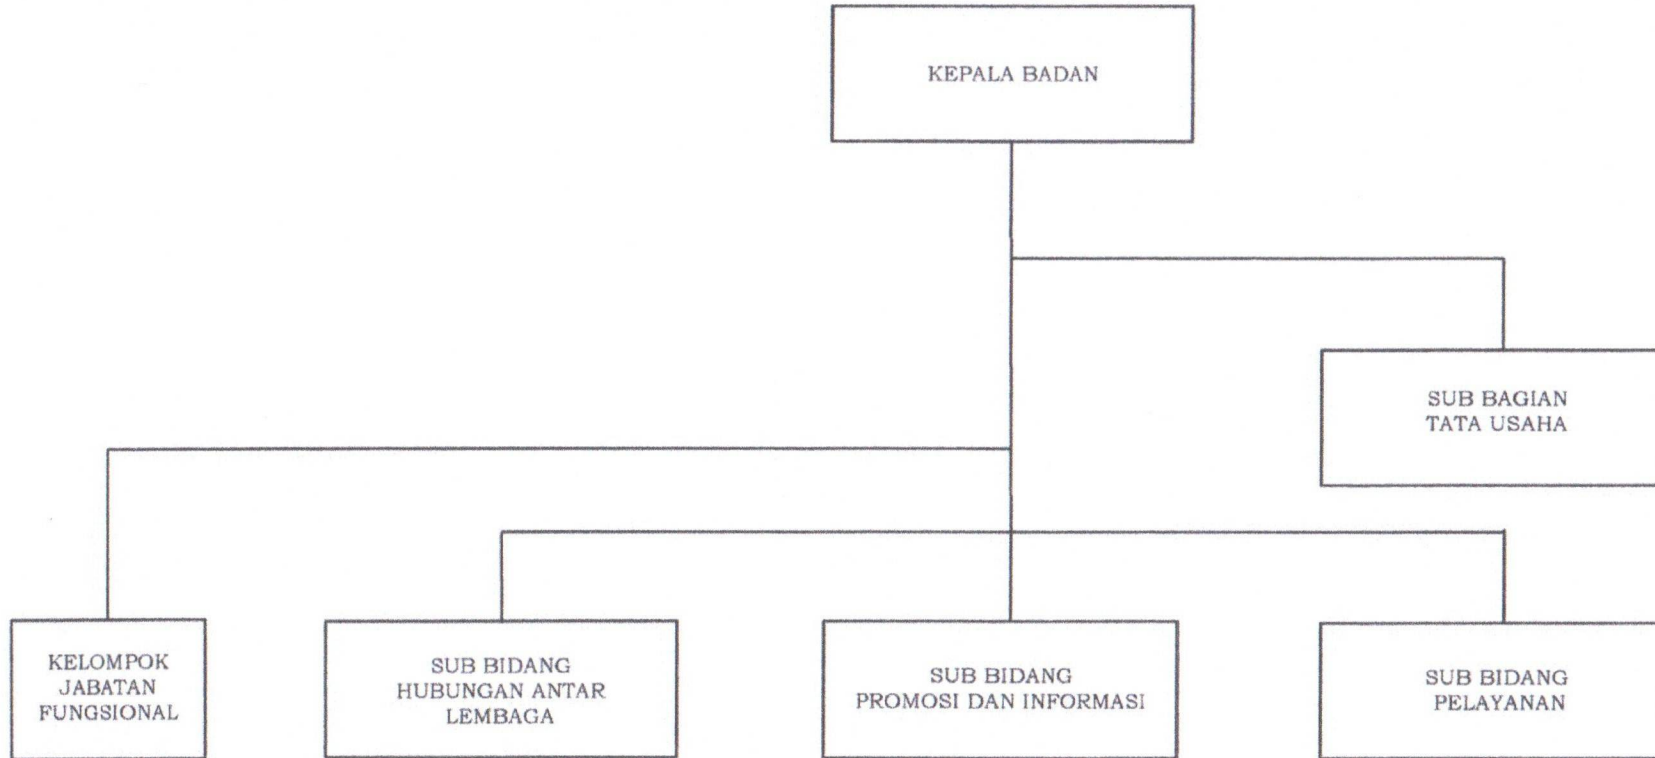 KEPALA BADAN
SUB BAGIAN
TATA USAHA
KELOMPOK
JABATAN
FUNGSIONAL
SUB BIDANG
HUBUNGAN ANTAR
LEMBAGA
SUB BIDANG
PROMOSI DAN INFORMASI
SUB BIDANG
PELAYANAN